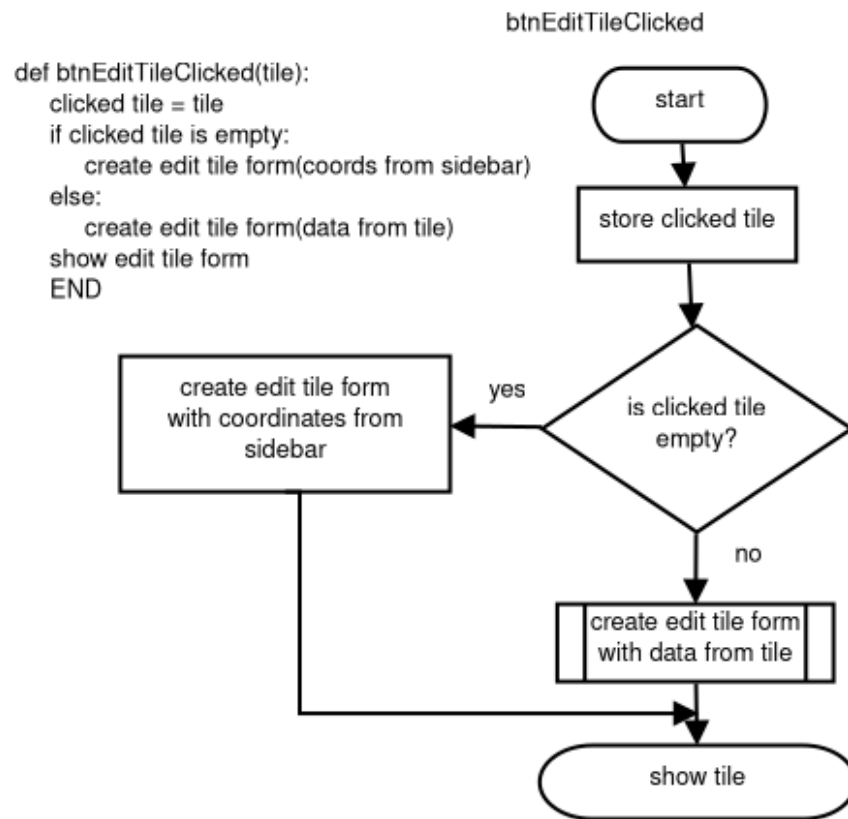 btnEditTileClicked
def btnEditTileClicked(tile):
clicked tile = tile
if clicked tile is empty:
create edit tile form(coords from sidebar)
else:
create edit tile form(data from tile)
show edit tile form
END
start
store clicked tile
is clicked tile
empty?
yes
create edit tile form
with coordinates from
sidebar
no
create edit tile form
with data from tile
show tile